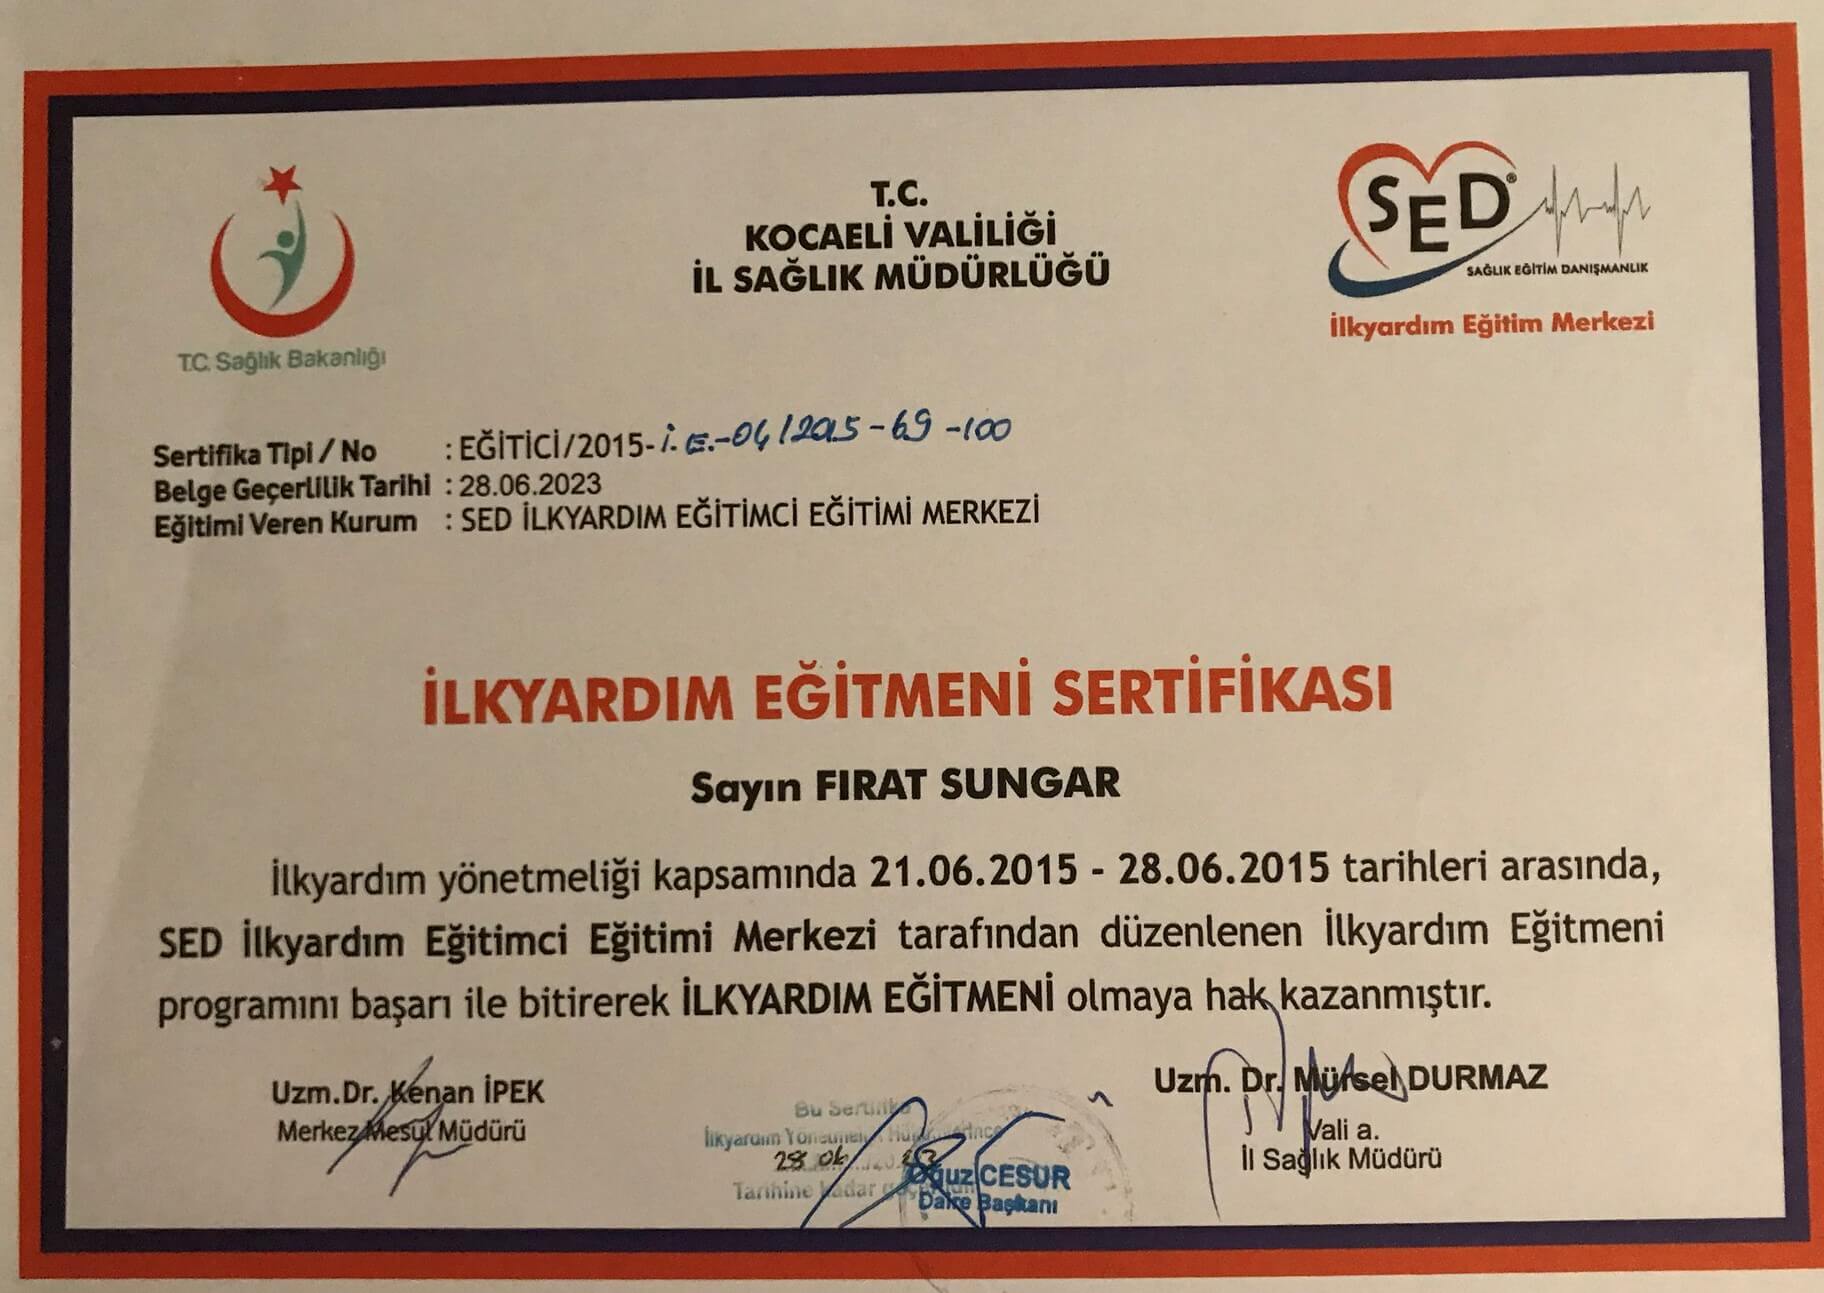 T.C. Sağlık Bakanlığı
T.C.
KOCAELİ VALİLİĞİ
İL SAĞLIK MÜDÜRLÜĞÜ
SED®
SAĞLIK EĞİTİM DANIŞMANLIK
İlkyardım Eğitim Merkezi
Sertifika Tipi / No : EĞİTİCİ/2015-İ.E.-04/2015-69-100
Belge Geçerlilik Tarihi : 28.06.2023
Eğitimi Veren Kurum : SED İLKYARDIM EĞİTİMCİ EĞİTİMİ MERKEZİ
İLKYARDIM EĞİTMENİ SERTİFİKASI
Sayın FIRAT SUNGAR
İlkyardım yönetmeliği kapsamında 21.06.2015 - 28.06.2015 tarihleri arasında,
SED İlkyardım Eğitimci Eğitimi Merkezi tarafından düzenlenen İlkyardım Eğitmeni
programını başarı ile bitirerek İLKYARDIM EĞİTMENİ olmaya hak kazanmıştır.
Uzm.Dr. Kenan İPEK
Merkez Mesul Müdürü
Bu Sertifika
İlkyardım
28 06
Tarihine kadar
Oğuz CESUR
Daire Başkanı
Uzm. Dr. Mürsel DURMAZ
Vali a.
İl Sağlık Müdürü